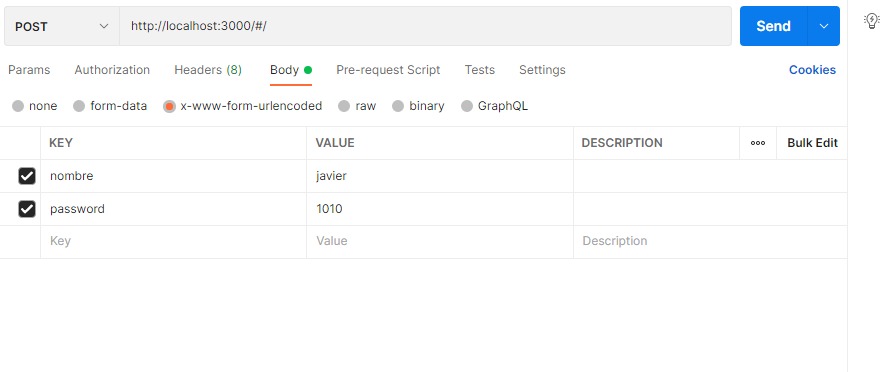 POST http://localhost:3000/#/ Send
Params Authorization Headers (8) Body Pre-request Script Tests Settings Cookies
none form-data x-www-form-urlencoded raw binary GraphQL
KEY VALUE DESCRIPTION ooo Bulk Edit
nombre javier
password 1010
Key Value Description